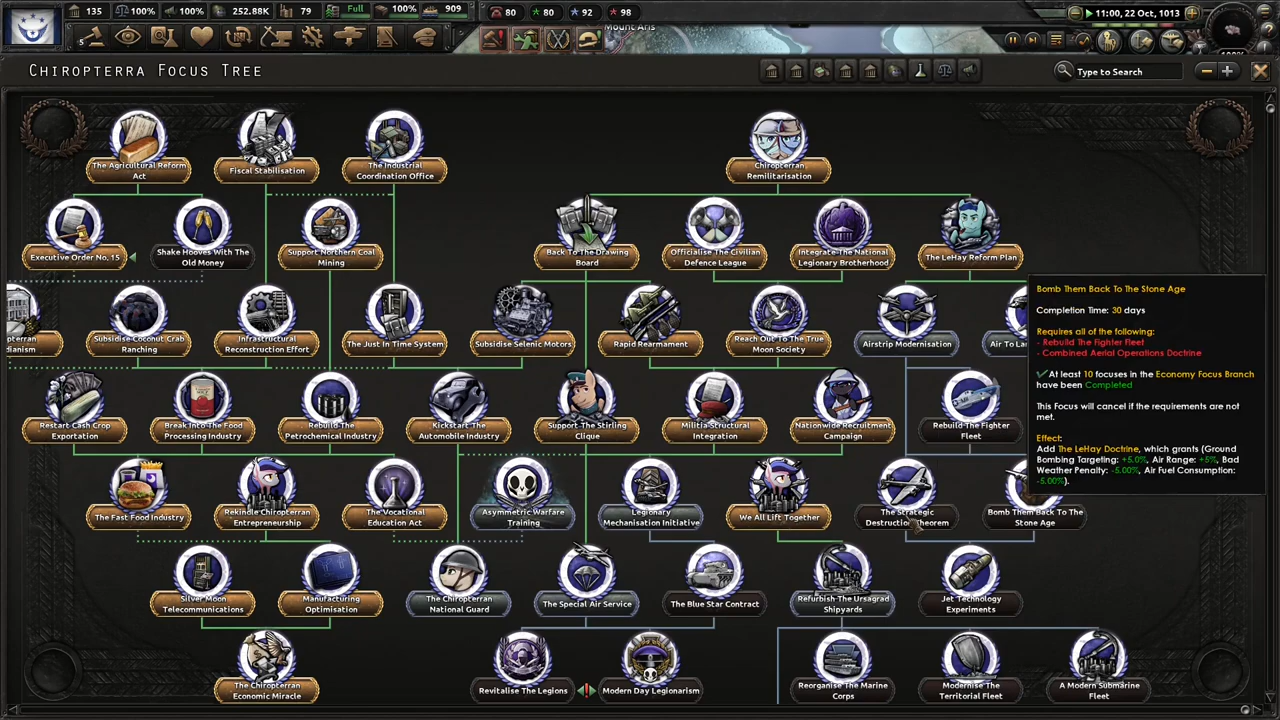 135
100%
100%
252.88K
79
Full
100%
909
80
80
92
98
11:00, 22 Oct, 1013
Mount Aris
5
100%
CHIROPTERRA FOCUS TREE
Type to Search
The Agricultural Reform
Act
Fiscal Stabilisation
The Industrial
Coordination Office
Chiropterran
Remilitarisation
Executive Order No. 15
Shake Hooves With The
Old Money
Support Northern Coal
Mining
Back To The Drawing
Board
Officialise The Civilian
Defence League
Integrate The National
Legionary Brotherhood
The LeHay Reform Plan
Subsidise Coconut Crab
Ranching
Infrastructural
Reconstruction Effort
The Just In Time System
Subsidise Selenic Motors
Rapid Rearmament
Reach Out To The True
Moon Society
Airstrip Modernisation
Air To La
Restart Cash Crop
Exportation
Break Into The Food
Processing Industry
Rebuild The
Petrochemical Industry
Kickstart The
Automobile Industry
Support The Stirling
Clique
Militia Structural
Integration
Nationwide Recruitment
Campaign
Rebuild The Fighter
Fleet
The Fast Food Industry
Rekindle Chiropterran
Entrepreneurship
The Vocational
Education Act
Asymmetric Warfare
Training
Legionary
Mechanisation Initiative
We All Lift Together
The Strategic
Destruction Theorem
Bomb Them Back To The
Stone Age
Silver Moon
Telecommunications
Manufacturing
Optimisation
The Chiropterran
National Guard
The Special Air Service
The Blue Star Contract
Refurbish The Ursagrad
Shipyards
Jet Technology
Experiments
The Chiropterran
Economic Miracle
Revitalise The Legions
Modern Day Legionarism
Reorganise The Marine
Corps
Modernise The
Territorial Fleet
A Modern Submarine
Fleet
Bomb Them Back To The Stone Age
Completion Time: 30 days
Requires all of the following:
- Rebuild The Fighter Fleet
- Combined Aerial Operations Doctrine
At least 10 focuses in the Economy Focus Branch
have been Completed
This Focus will cancel if the requirements are not
met.
Effect:
Add The LeHay Doctrine, which grants (Ground
Bombing Targeting: +5.0%, Air Range: +5%, Bad
Weather Penalty: -5.00%, Air Fuel Consumption:
-5.00%).